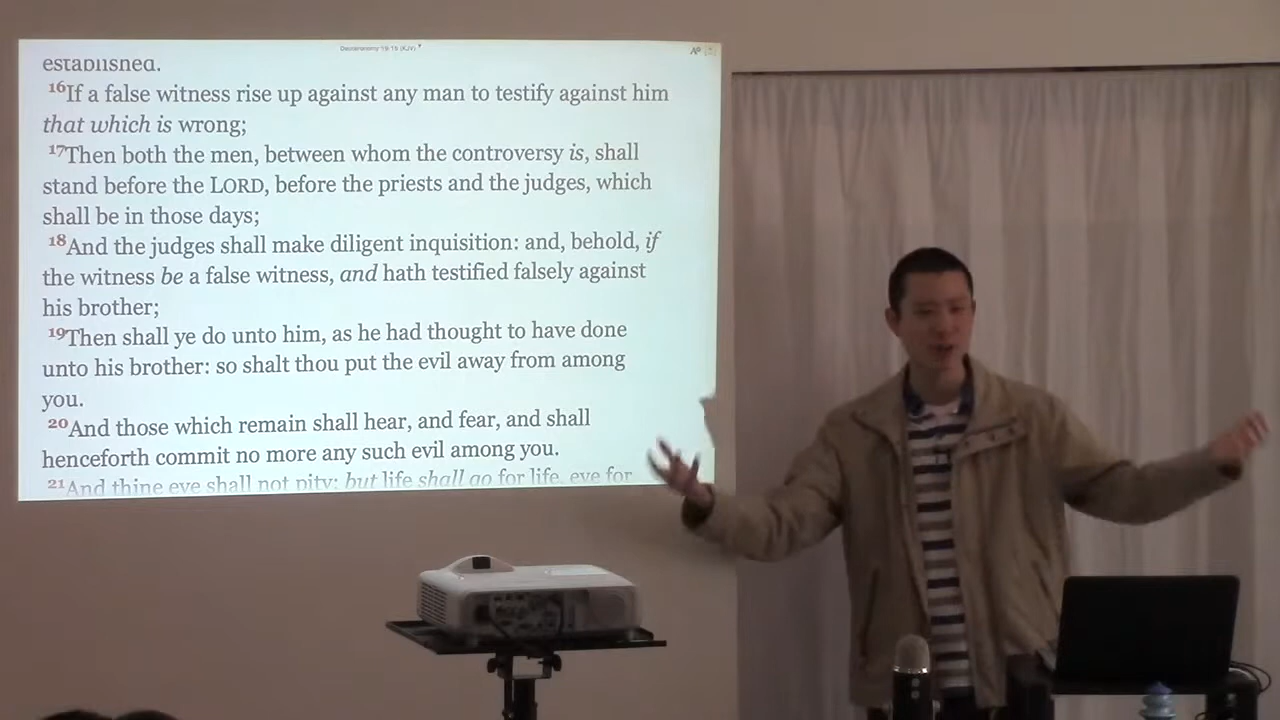 Deuteronomy 19:15 (KJV)
established.
16If a false witness rise up against any man to testify against him
that which is wrong;
17Then both the men, between whom the controversy is, shall
stand before the LORD, before the priests and the judges, which
shall be in those days;
18And the judges shall make diligent inquisition: and, behold, if
the witness be a false witness, and hath testified falsely against
his brother;
19Then shall ye do unto him, as he had thought to have done
unto his brother: so shalt thou put the evil away from among
you.
20And those which remain shall hear, and fear, and shall
henceforth commit no more any such evil among you.
21And thine eye shall not pity; but life shall go for life, eye for